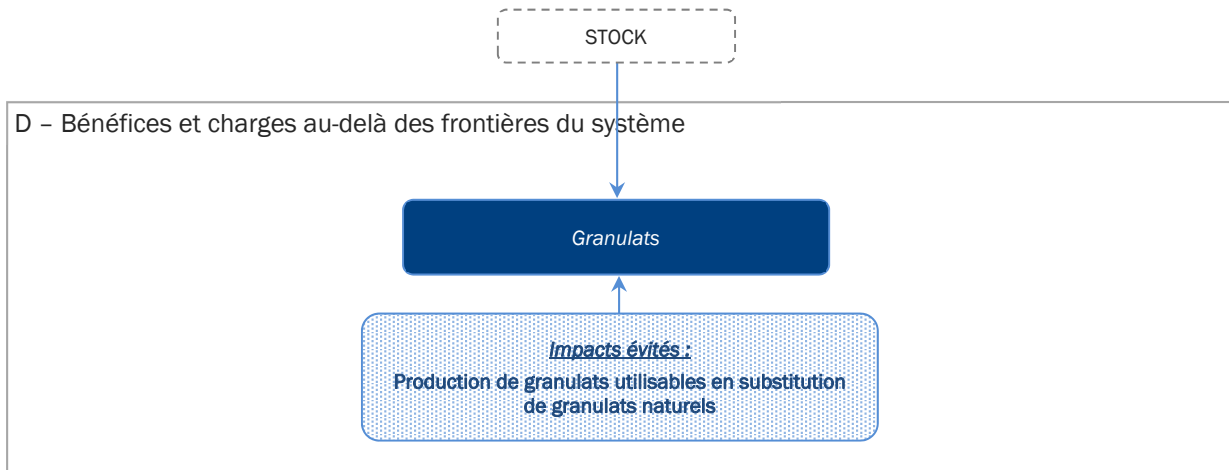 STOCK
D – Bénéfices et charges au-delà des frontières du système
Granulats
Impacts évités :
Production de granulats utilisables en substitution
de granulats naturels